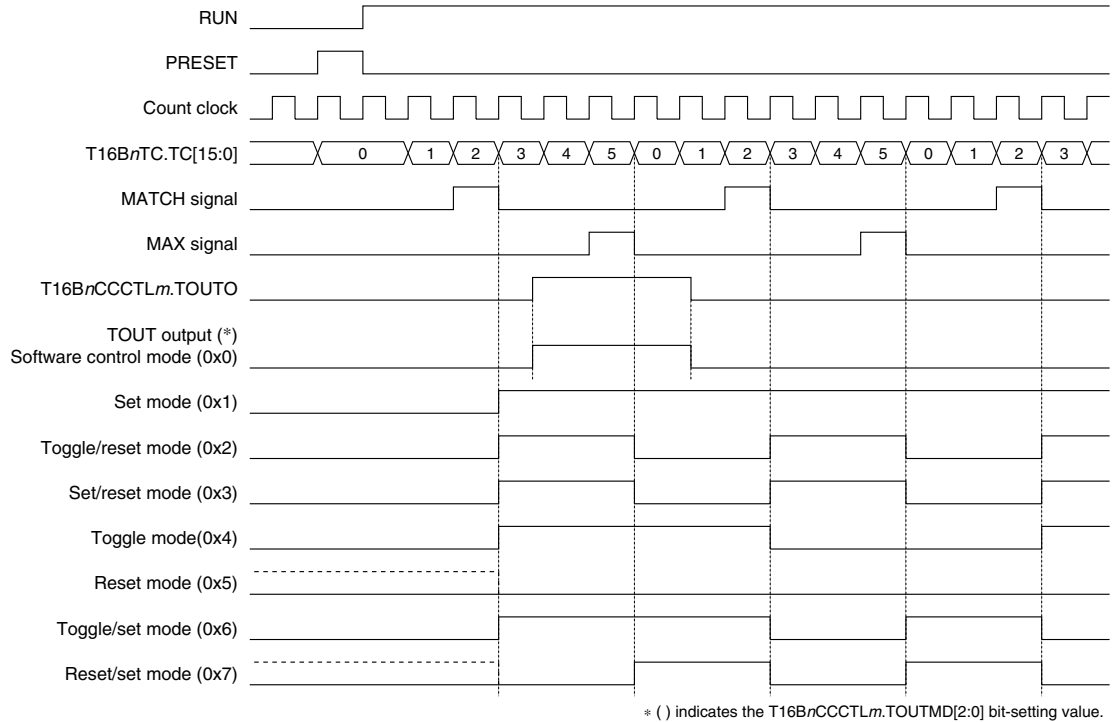 RUN
PRESET
Count clock
T16BnTC.TC[15:0] 0 1 2 3 4 5 0 1 2 3 4 5 0 1 2 3
MATCH signal
MAX signal
T16BnCCCTLm.TOUTO
TOUT output (*)
Software control mode (0x0)
Set mode (0x1)
Toggle/reset mode (0x2)
Set/reset mode (0x3)
Toggle mode(0x4)
Reset mode (0x5)
Toggle/set mode (0x6)
Reset/set mode (0x7)
* ( ) indicates the T16BnCCCTLm.TOUTMD[2:0] bit-setting value.